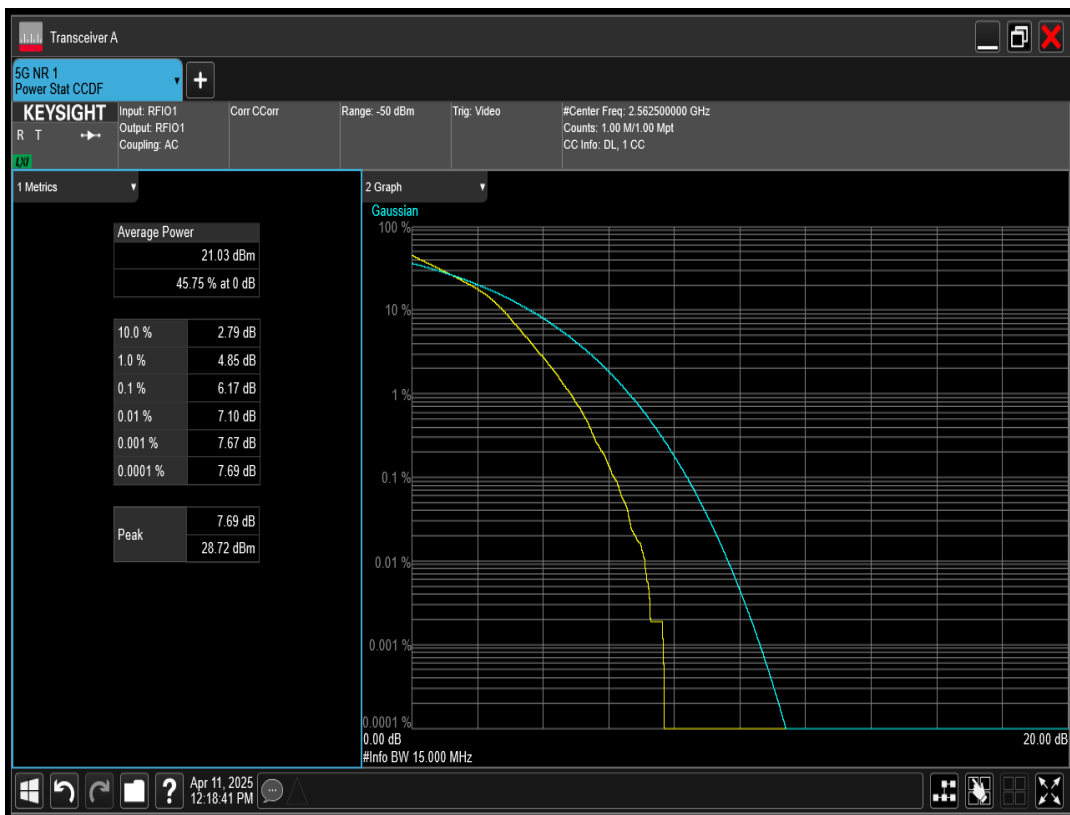 Transceiver A
5G NR 1
Power Stat CCDF
+
KEYSIGHT
R T
LXI
Input: RFIO1
Output: RFIO1
Coupling: AC
Corr CCorr
Range: -50 dBm
Trig: Video
#Center Freq: 2.562500000 GHz
Counts: 1.00 M/1.00 Mpt
CC Info: DL, 1 CC
1 Metrics
Average Power
21.03 dBm
45.75 % at 0 dB
10.0 % 2.79 dB
1.0 % 4.85 dB
0.1 % 6.17 dB
0.01 % 7.10 dB
0.001 % 7.67 dB
0.0001 % 7.69 dB
Peak 7.69 dB
28.72 dBm
2 Graph
Gaussian
100 %
10 %
1 %
0.1 %
0.01 %
0.001 %
0.0001 %
0.00 dB 20.00 dB
#Info BW 15.000 MHz
?
Apr 11, 2025
12:18:41 PM